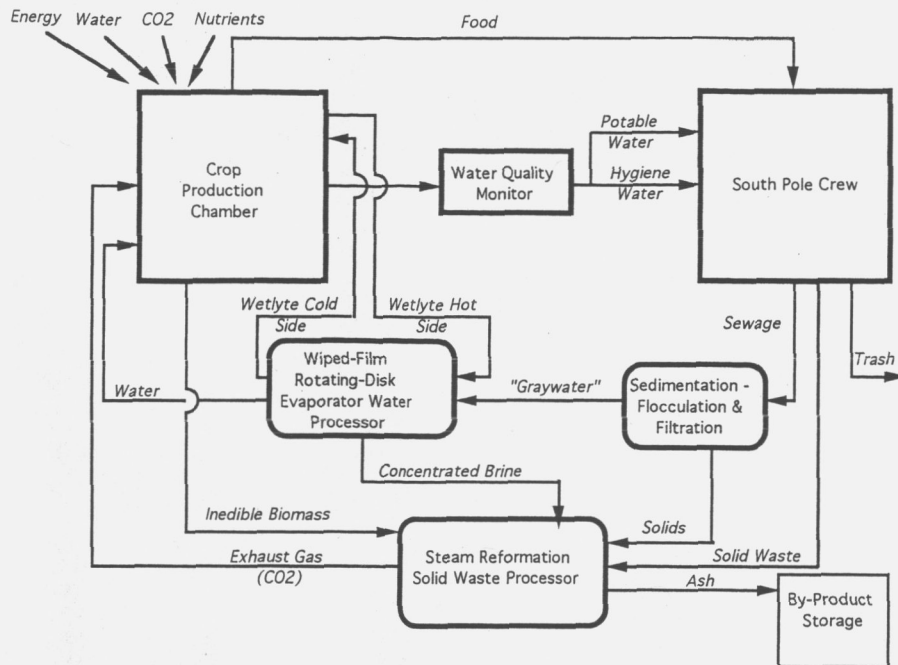 Energy
Water
CO2
Nutrients
Food
Crop
Production
Chamber
Water Quality
Monitor
Potable
Water
Hygiene
Water
South Pole Crew
Wetlyte Cold
Side
Wetlyte Hot
Side
Sewage
Trash
Water
Wiped-Film
Rotating-Disk
Evaporator Water
Processor
"Graywater"
Sedimentation -
Flocculation &
Filtration
Concentrated Brine
Inedible Biomass
Solids
Exhaust Gas
(CO2)
Steam Reformation
Solid Waste Processor
Solid Waste
Ash
By-Product
Storage